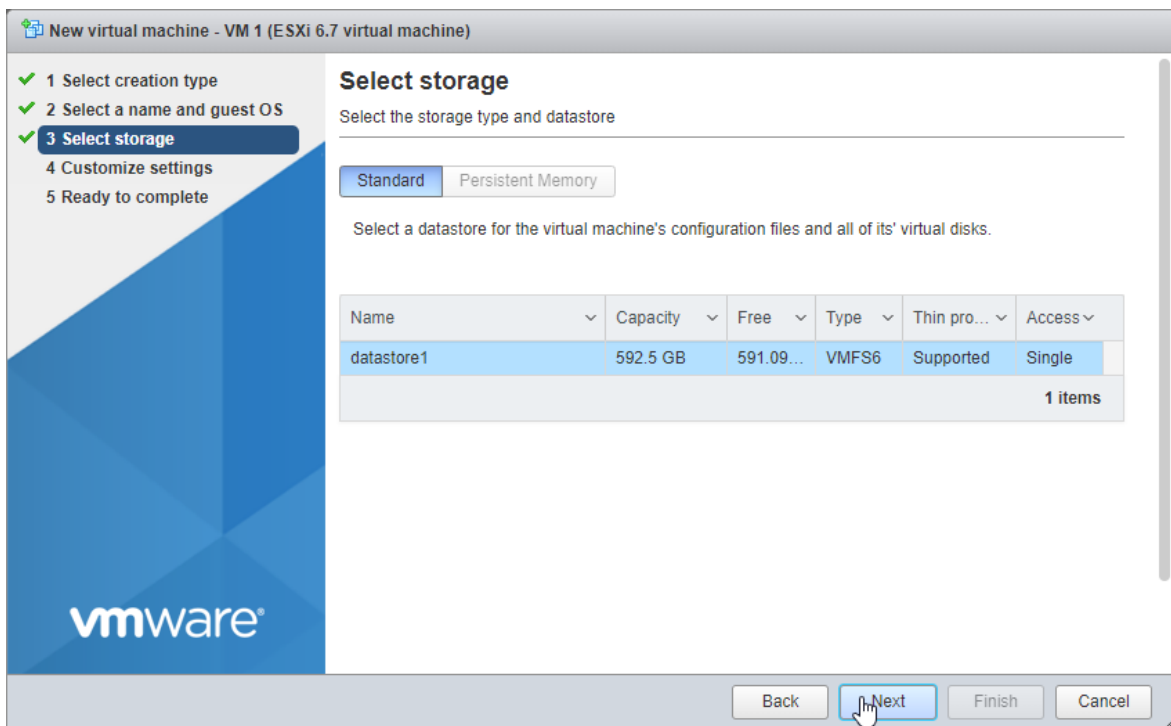 New virtual machine - VM 1 (ESXi 6.7 virtual machine)
1 Select creation type
2 Select a name and guest OS
3 Select storage
4 Customize settings
5 Ready to complete
Select storage
Select the storage type and datastore
Standard Persistent Memory
Select a datastore for the virtual machine's configuration files and all of its' virtual disks.
Name Capacity Free Type Thin pro... Access
datastore1 592.5 GB 591.09... VMFS6 Supported Single
1 items
vmware®
Back Next Finish Cancel